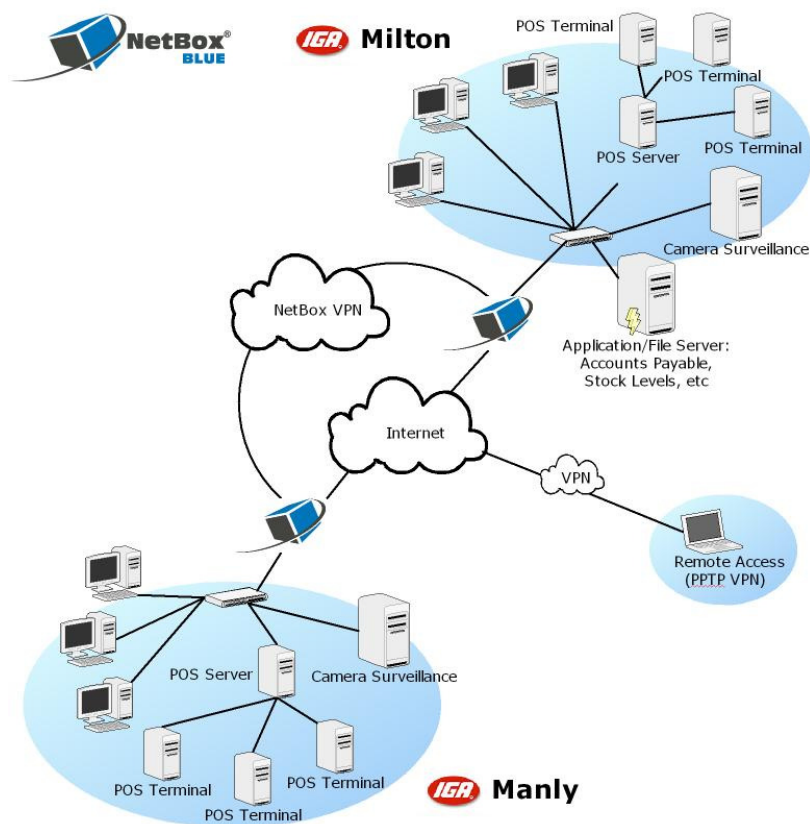 NetBox®
BLUE
IGA Milton
POS Terminal
POS Terminal
POS Server
POS Terminal
Camera Surveillance
NetBox VPN
Application/File Server:
Accounts Payable,
Stock Levels, etc
Internet
VPN
Remote Access
(PPTP VPN)
POS Server
Camera Surveillance
POS Terminal
POS Terminal
POS Terminal
IGA Manly